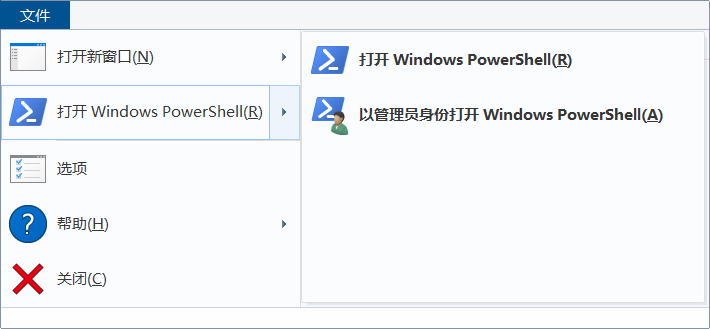 文件
打开新窗口(N)
打开 Windows PowerShell(R)
选项
帮助(H)
关闭(C)
打开 Windows PowerShell(R)
以管理员身份打开 Windows PowerShell(A)